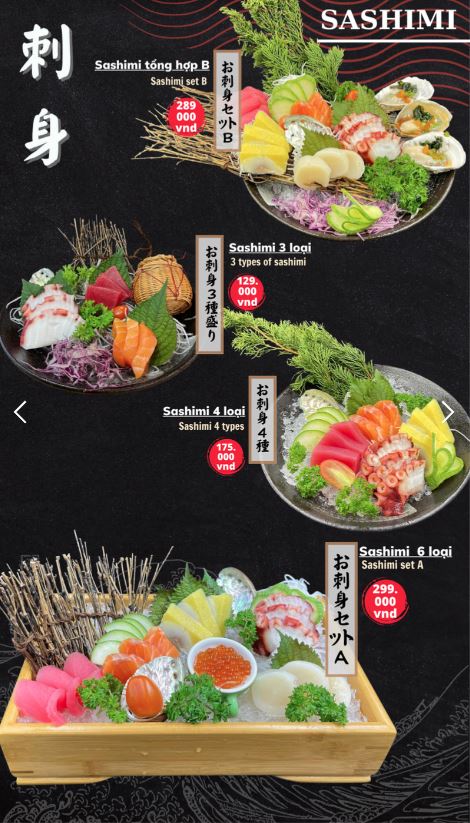 SASHIMI
刺
身
Sashimi tổng hợp B
Sashimi set B
289
000
vnd
お刺身セットB
Sashimi 3 loại
3 types of sashimi
129.
000
vnd
お刺身3種盛り
Sashimi 4 loại
Sashimi 4 types
175.
000
vnd
お刺身4種
Sashimi 6 loại
Sashimi set A
299.
000
vnd
お刺身セットA